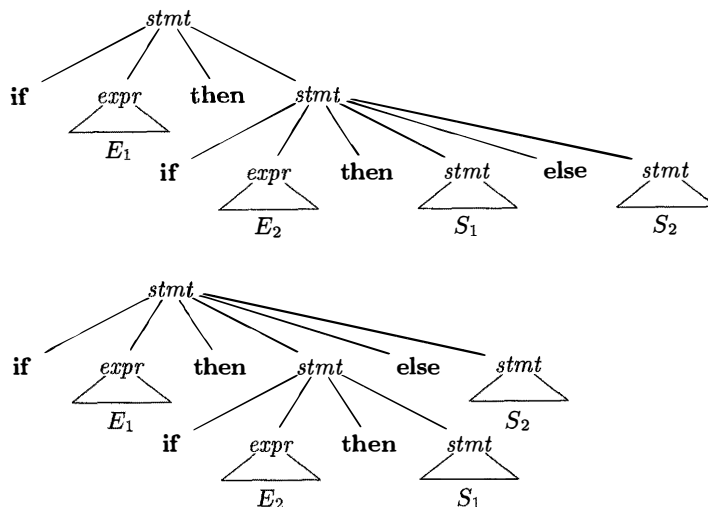 stmt
if expr then stmt
E₁
if expr then stmt else stmt
E₂ S₁ S₂
stmt
if expr then stmt else stmt
E₁ S₂
if expr then stmt
E₂ S₁